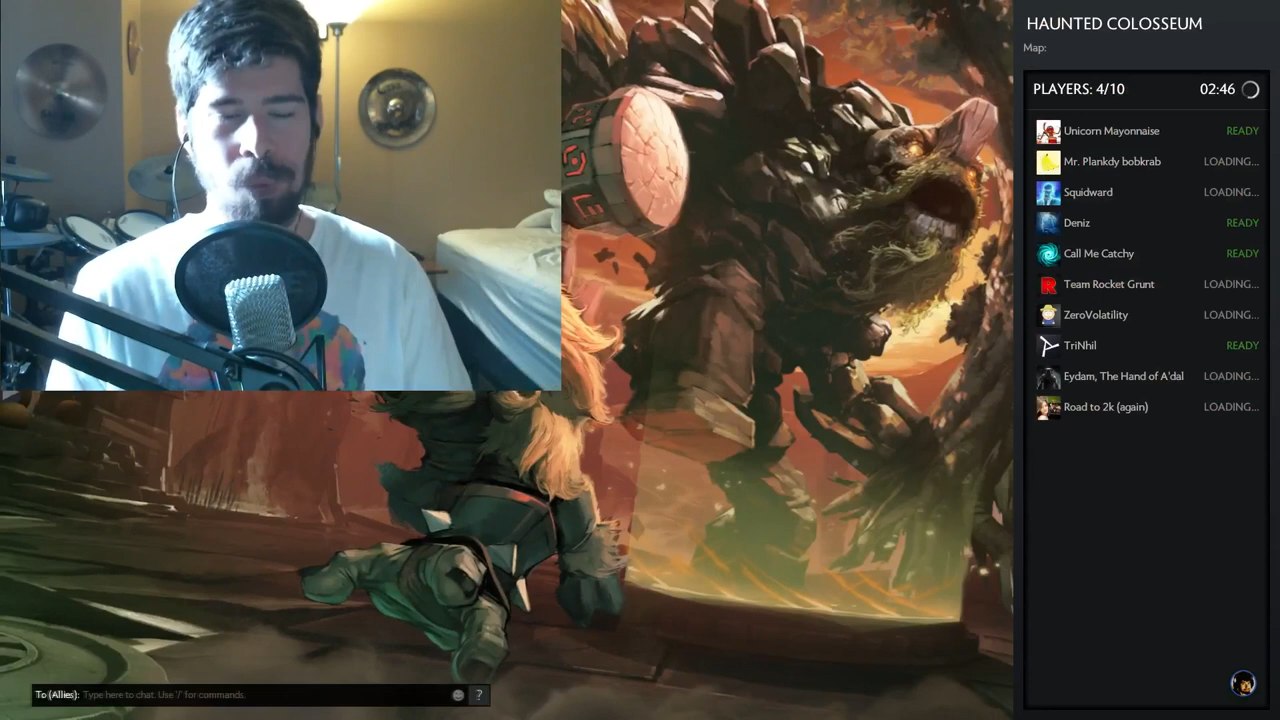 HAUNTED COLOSSEUM
Map:
PLAYERS: 4/10 02:46
Unicorn Mayonnaise READY
Mr. Plankdy bobkrab LOADING...
Squidward LOADING...
Deniz READY
Call Me Catchy READY
Team Rocket Grunt LOADING...
ZeroVolatility LOADING...
TriNhil READY
Eydam, The Hand of A'dal LOADING...
Road to 2k (again) LOADING...
To (Allies): Type here to chat. Use '/' for commands. ?